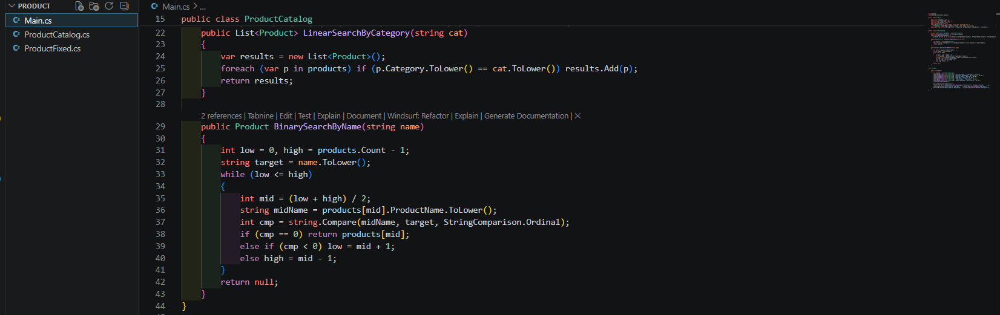 PRODUCT
Main.cs
ProductCatalog.cs
ProductFixed.cs
Main.cs > ...
15 public class ProductCatalog
22 public List<Product> LinearSearchByCategory(string cat)
23 {
24 var results = new List<Product>();
25 foreach (var p in products) if (p.Category.ToLower() == cat.ToLower()) results.Add(p);
26 return results;
27 }
28
2 references | Tabnine | Edit | Test | Explain | Document | Windsurf: Refactor | Explain | Generate Documentation | ×
29 public Product BinarySearchByName(string name)
30 {
31 int low = 0, high = products.Count - 1;
32 string target = name.ToLower();
33 while (low <= high)
34 {
35 int mid = (low + high) / 2;
36 string midName = products[mid].ProductName.ToLower();
37 int cmp = string.Compare(midName, target, StringComparison.Ordinal);
38 if (cmp == 0) return products[mid];
39 else if (cmp < 0) low = mid + 1;
40 else high = mid - 1;
41 }
42 return null;
43 }
44 }